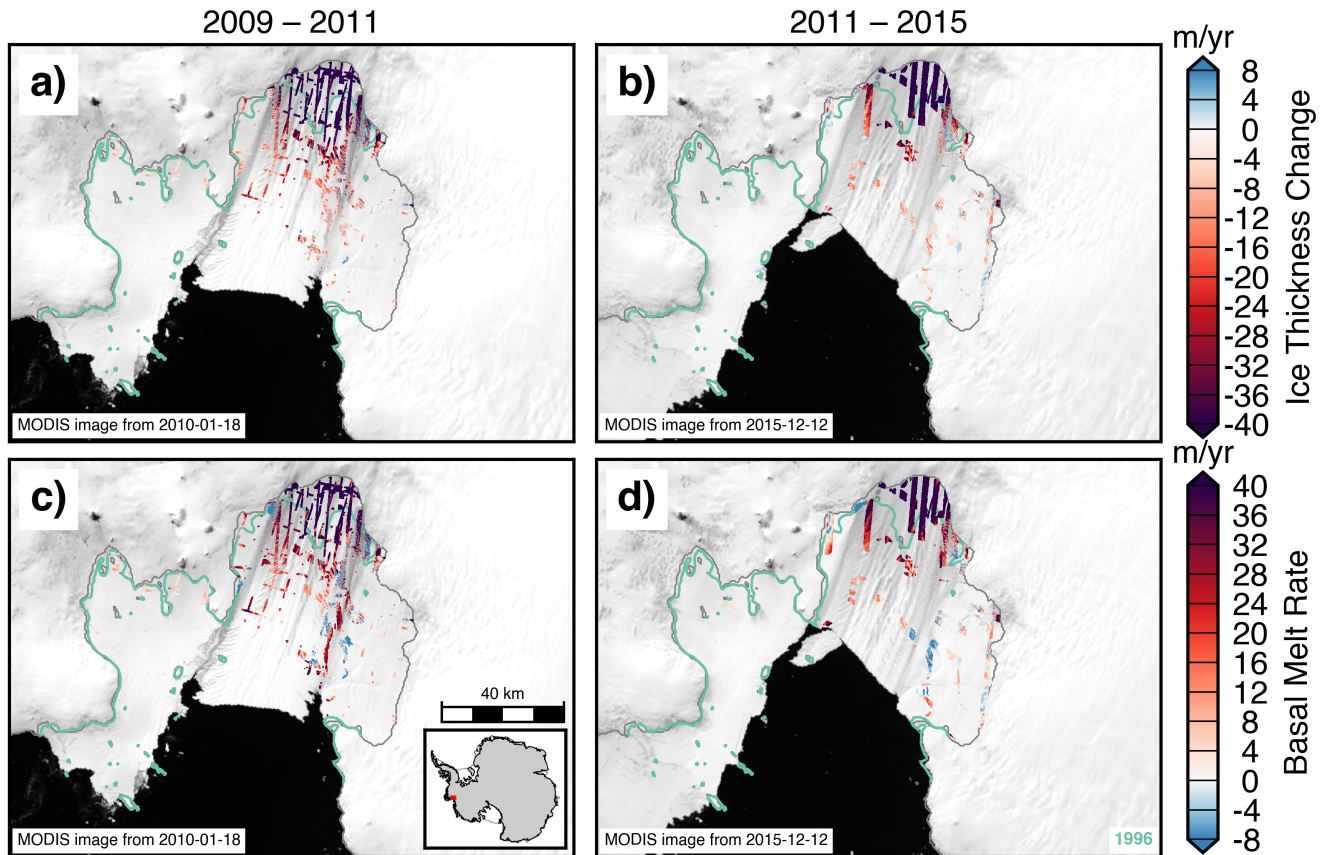 2009 – 2011
2011 – 2015
a)
MODIS image from 2010-01-18
b)
MODIS image from 2015-12-12
m/yr
8
4
0
-4
-8
-12
-16
-20
-24
-28
-32
-36
-40
Ice Thickness Change
c)
40 km
MODIS image from 2010-01-18
d)
MODIS image from 2015-12-12
1996
m/yr
40
36
32
28
24
20
16
12
8
4
0
-4
-8
Basal Melt Rate